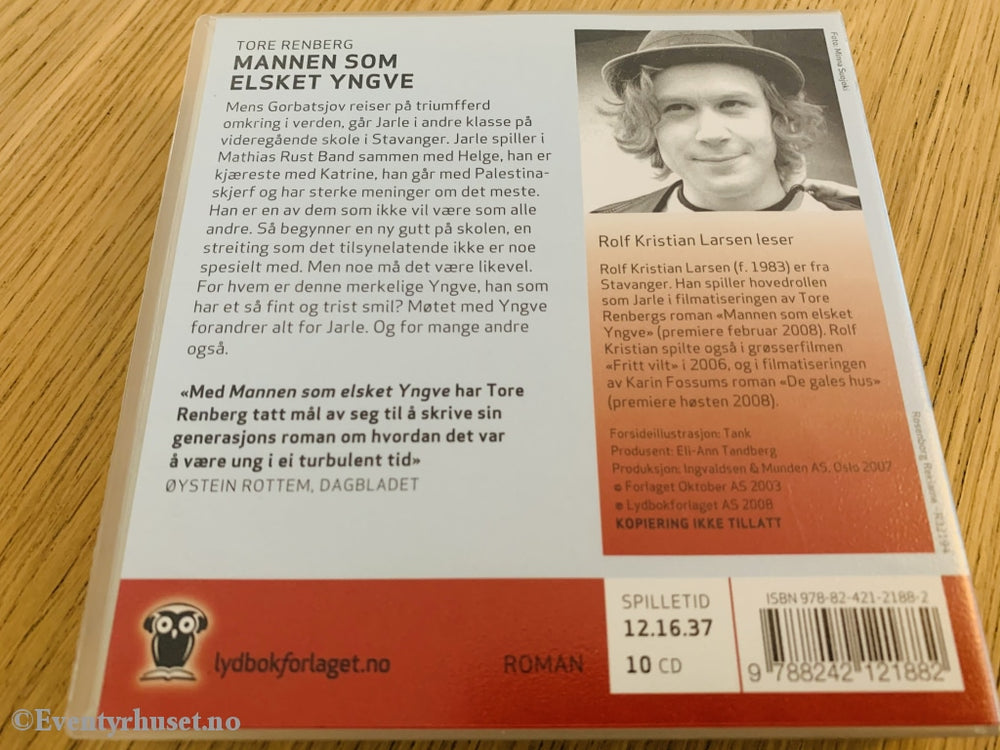 TORE RENBERG
MANNEN SOM
ELSKET YNGVE
Mens Gorbatsjov reiser på triumfferd
omkring i verden, går Jarle i andre klasse på
videregående skole i Stavanger. Jarle spiller i
Mathias Rust Band sammen med Helge, han er
kjæreste med Katrine, han går med Palestina-
skjerf og har sterke meninger om det meste.
Han er en av dem som ikke vil være som alle
andre. Så begynner en ny gutt på skolen, en
streiting som det tilsynelatende ikke er noe
spesielt med. Men noe må det være likevel.
For hvem er denne merkelige Yngve, han som
har et så fint og trist smil? Møtet med Yngve
forandrer alt for Jarle. Og for mange andre
også.
«Med Mannen som elsket Yngve har Tore
Renberg tatt mål av seg til å skrive sin
generasjons roman om hvordan det var
å være ung i ei turbulent tid»
ØYSTEIN ROTTEM, DAGBLADET
Rolf Kristian Larsen leser
Rolf Kristian Larsen (f. 1983) er fra
Stavanger. Han spiller hovedrollen
som Jarle i filmatiseringen av Tore
Renbergs roman «Mannen som elsket
Yngve» (premiere februar 2008). Rolf
Kristian spilte også i grøsserfilmen
«Fritt vilt» i 2006, og i filmatiseringen
av Karin Fossums roman «De gales hus»
(premiere høsten 2008).
Forsideillustrasjon: Tank
Produsent: Eli-Ann Tandberg
Produksjon: Ingvaldsen & Munden AS, Oslo 2007
Forlaget Oktober AS 2003
Lydbokforlaget AS 2008
KOPIERING IKKE TILLATT
Foto: Minna
Rosenborg Reklame
lydbokforlaget.no
ROMAN
SPILLETID
12.16.37
10 CD
ISBN 978-82-421-2188-2
9 788242 121882
©Eventyrhuset.no